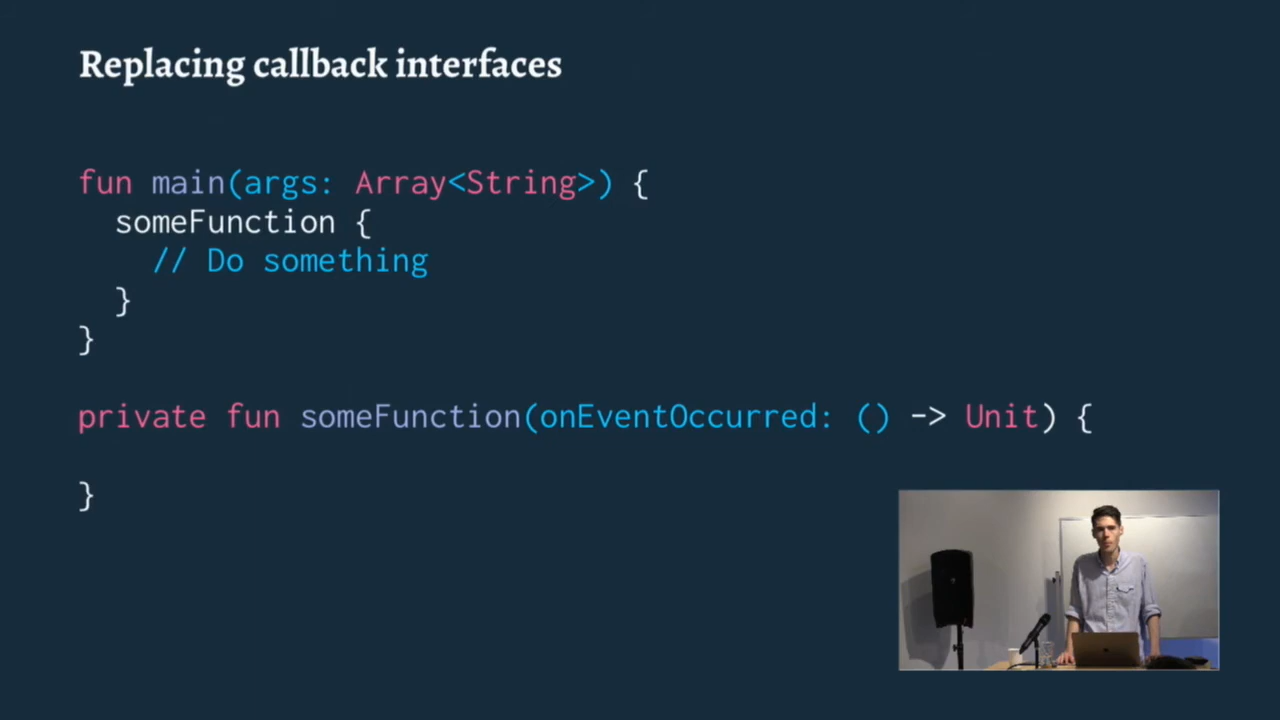 Replacing callback interfaces
fun main(args: Array<String>) {
  someFunction {
    // Do something
  }
}
private fun someFunction(onEventOccurred: () -> Unit) {
}